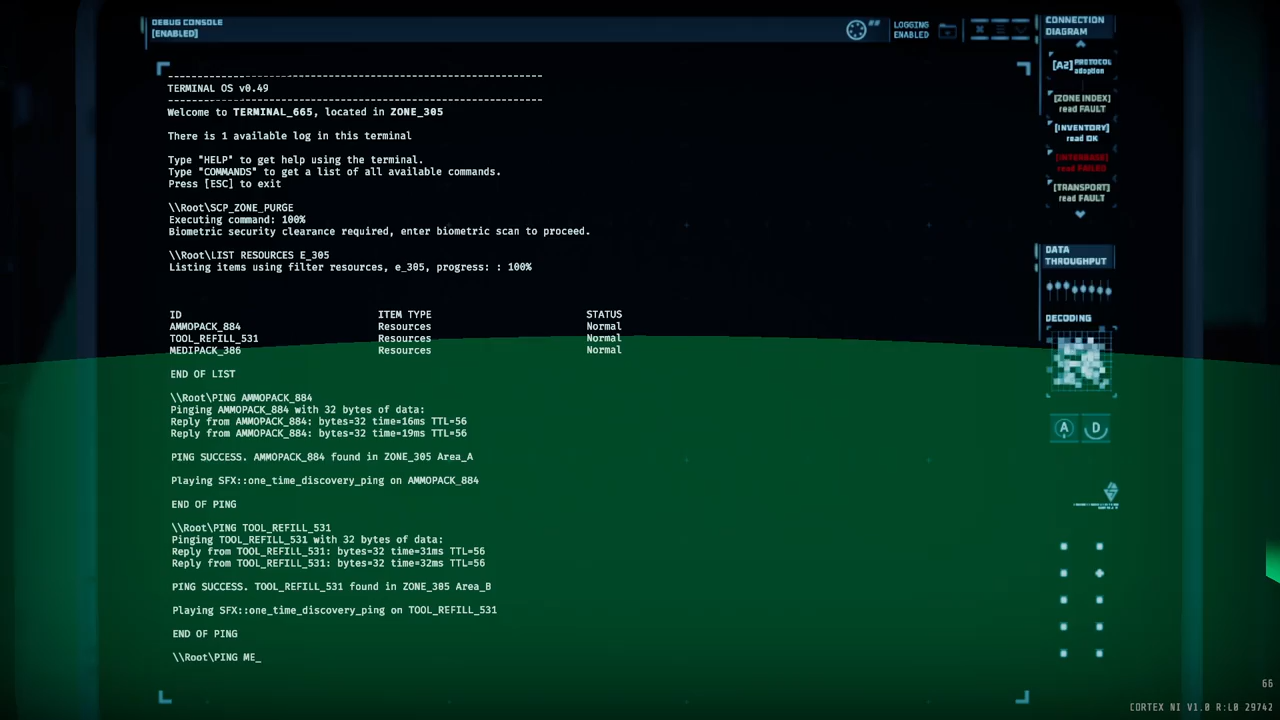 DEBUG CONSOLE
[ENABLED]
LOGGING
ENABLED
CONNECTION
DIAGRAM
------------------------------------------------------------
TERMINAL OS v0.49
------------------------------------------------------------
Welcome to TERMINAL_665, located in ZONE_305
There is 1 available log in this terminal
Type "HELP" to get help using the terminal.
Type "COMMANDS" to get a list of all available commands.
Press [ESC] to exit
\\Root\SCP_ZONE_PURGE
Executing command: 100%
Biometric security clearance required, enter biometric scan to proceed.
\\Root\LIST RESOURCES E_305
Listing items using filter resources, e_305, progress: : 100%
ID ITEM TYPE STATUS
AMMOPACK_884 Resources Normal
TOOL_REFILL_531 Resources Normal
MEDIPACK_386 Resources Normal
END OF LIST
\\Root\PING AMMOPACK_884
Pinging AMMOPACK_884 with 32 bytes of data:
Reply from AMMOPACK_884: bytes=32 time=16ms TTL=56
Reply from AMMOPACK_884: bytes=32 time=19ms TTL=56
PING SUCCESS. AMMOPACK_884 found in ZONE_305 Area_A
Playing SFX::one_time_discovery_ping on AMMOPACK_884
END OF PING
\\Root\PING TOOL_REFILL_531
Pinging TOOL_REFILL_531 with 32 bytes of data:
Reply from TOOL_REFILL_531: bytes=32 time=31ms TTL=56
Reply from TOOL_REFILL_531: bytes=32 time=32ms TTL=56
PING SUCCESS. TOOL_REFILL_531 found in ZONE_305 Area_B
Playing SFX::one_time_discovery_ping on TOOL_REFILL_531
END OF PING
\\Root\PING ME_
[A2] PROTOCOL
adoption
[ZONE INDEX]
read FAULT
[INVENTORY]
read OK
read FAILED
[TRANSPORT]
read FAULT
DATA
THROUGHPUT
DECODING
A D
66
CORTEX NI V1.0 R:L0 29742